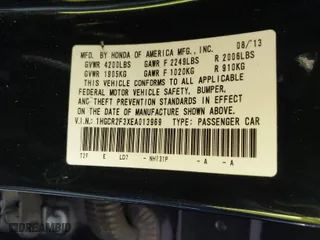 MFD. BY HONDA OF AMERICA MFG., INC. 08/13
GVWR 4200LBS GAWR F 2249LBS R 2006LBS
GVWR 1905KG GAWR F 1020KG R 910KG
THIS VEHICLE CONFORMS TO ALL APPLICABLE
FEDERAL MOTOR VEHICLE SAFETY, BUMPER,
AND THEFT PREVENTION STANDARDS IN EFFECT
ON THE DATE OF MANUFACTURE SHOWN ABOVE.
V.I.N.: 1HGCR2F3XEA013969 TYPE: PASSENGER CAR
T2F E LDT - NH731P - A - A
DREAMBID